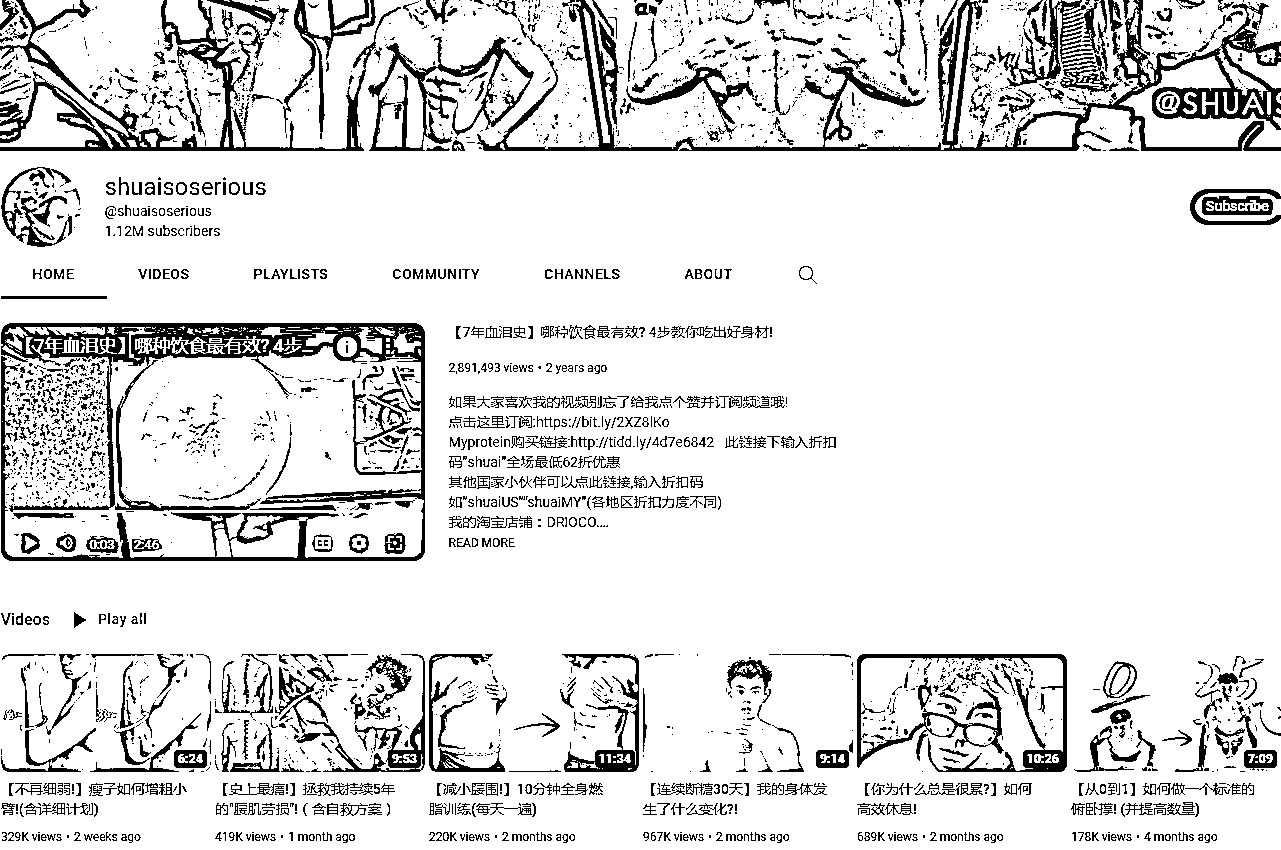 @SHUAIS
shuaisoserious
@shuaisoserious
1.12M subscribers
Subscribe
HOME VIDEOS PLAYLISTS COMMUNITY CHANNELS ABOUT
【7年血泪史】哪种饮食最有效? 4步
0:03 / 2:46
【7年血泪史】哪种饮食最有效? 4步教你吃出好身材!
2,891,493 views • 2 years ago
如果大家喜欢我的视频别忘了给我点个赞并订阅频道哦!
点击这里订阅:https://bit.ly/2XZ8lKo
Myprotein购买链接:http://tidd.ly/4d7e6842 此链接下输入折扣
码"shuai"全场最低62折优惠
其他国家小伙伴可以点此链接,输入折扣码
如"shuaiUS""shuaiMY"(各地区折扣力度不同)
我的淘宝店铺：DRIOCO....
READ MORE
Videos Play all
6:24 9:53 11:34 9:14 10:26 7:09
【不再细弱!】瘦子如何增粗小
臂!(含详细计划)
329K views • 2 weeks ago
【史上最痛!】拯救我持续5年
的"腰肌劳损"!（含自救方案）
419K views • 1 month ago
【减小腰围!】10分钟全身燃
脂训练(每天一遍)
220K views • 2 months ago
【连续断糖30天】我的身体发
生了什么变化?!
967K views • 2 months ago
【你为什么总是很累?】如何
高效休息!
689K views • 2 months ago
【从0到1】如何做一个标准的
俯卧撑! (并提高数量)
178K views • 4 months ago